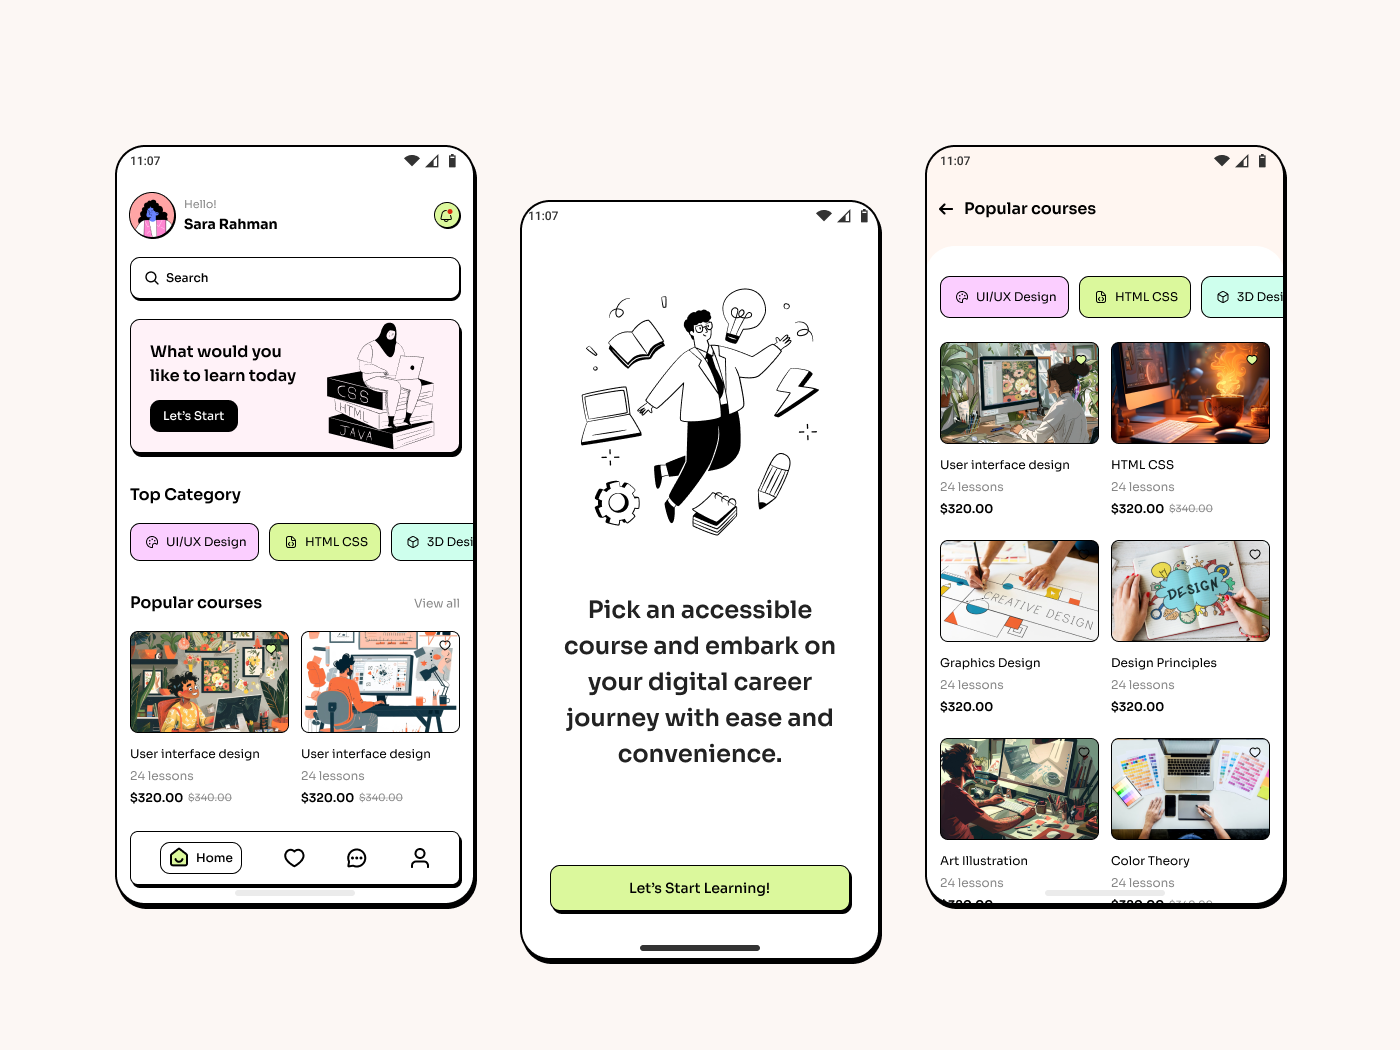 11:07
Hello!
Sara Rahman
Search
What would you
like to learn today
Let's Start
CSS
HTML
JAVA
Top Category
UI/UX Design
HTML CSS
3D Desi
Popular courses
View all
User interface design
24 lessons
$320.00 $340.00
User interface design
24 lessons
$320.00 $340.00
Home
11:07
Pick an accessible
course and embark on
your digital career
journey with ease and
convenience.
Let's Start Learning!
11:07
Popular courses
UI/UX Design
HTML CSS
3D Desi
User interface design
24 lessons
$320.00
HTML CSS
24 lessons
$320.00 $340.00
CREATIVE DESIGN
Graphics Design
24 lessons
$320.00
DESIGN
Design Principles
24 lessons
$320.00
Art Illustration
24 lessons
$320.00
Color Theory
24 lessons
$320.00 $340.00